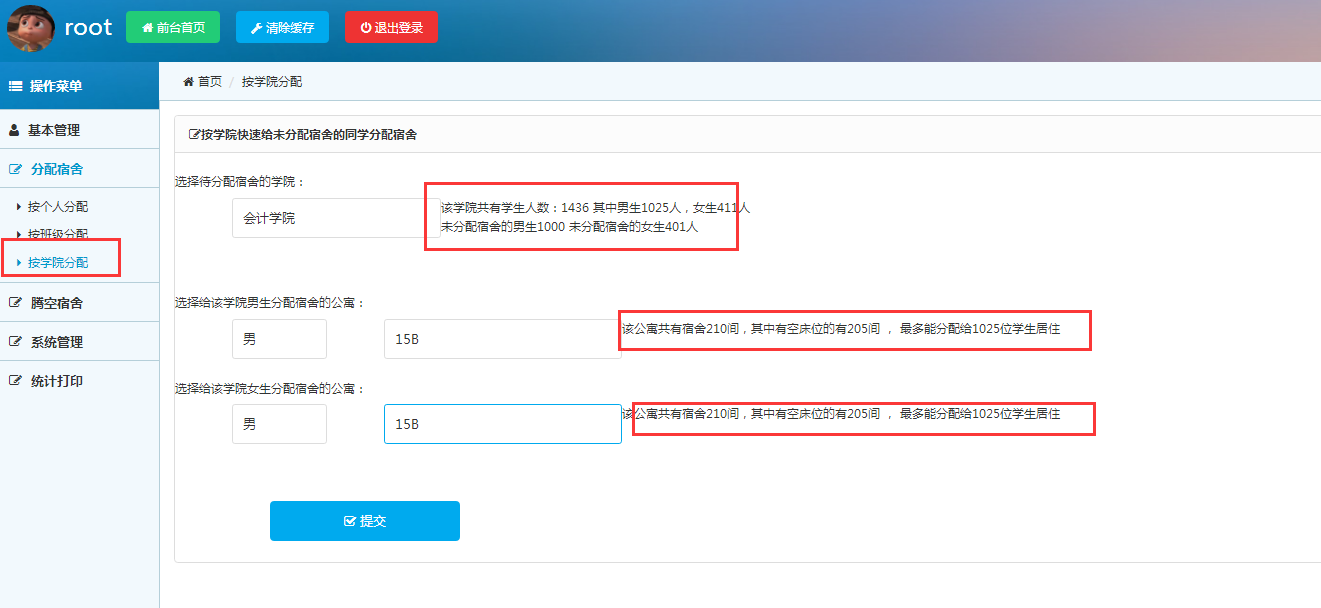 root 前台首页 清除缓存 退出登录
操作菜单
首页 / 按学院分配
基本管理
按学院快速给未分配宿舍的同学分配宿舍
分配宿舍
选择待分配宿舍的学院：
按个人分配
会计学院
该学院共有学生人数：1436 其中男生1025人，女生411人
未分配宿舍的男生1000 未分配宿舍的女生401人
按班级分配
按学院分配
腾空宿舍
选择给该学院男生分配宿舍的公寓：
系统管理
男 15B 该公寓共有宿舍210间，其中有空床位的有205间 ， 最多能分配给1025位学生居住
统计打印
选择给该学院女生分配宿舍的公寓：
男 15B 该公寓共有宿舍210间，其中有空床位的有205间 ， 最多能分配给1025位学生居住
提交